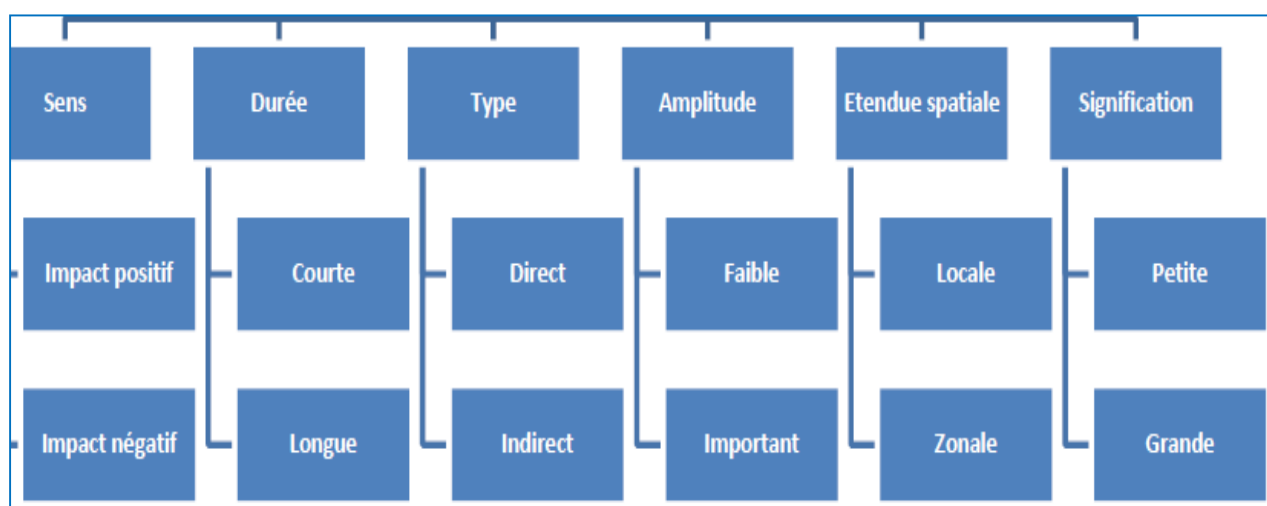 Sens
Durée
Type
Amplitude
Etendue spatiale
Signification
Impact positif
Courte
Direct
Faible
Locale
Petite
Impact négatif
Longue
Indirect
Important
Zonale
Grande